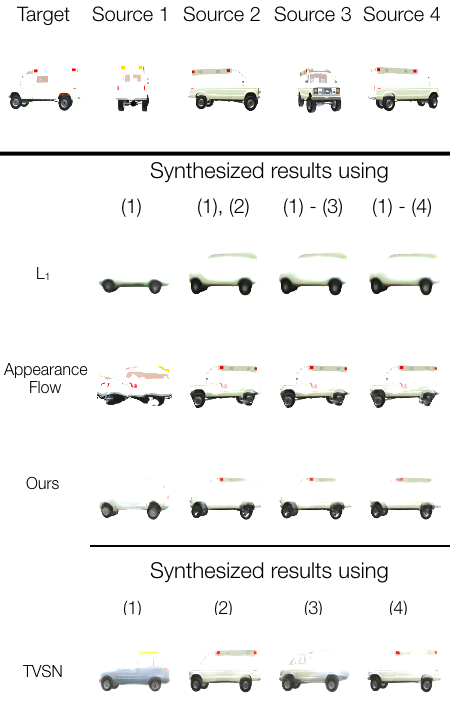 Target Source 1 Source 2 Source 3 Source 4
Synthesized results using
(1) (1), (2) (1) - (3) (1) - (4)
L₁
Appearance
Flow
Ours
Synthesized results using
(1) (2) (3) (4)
TVSN